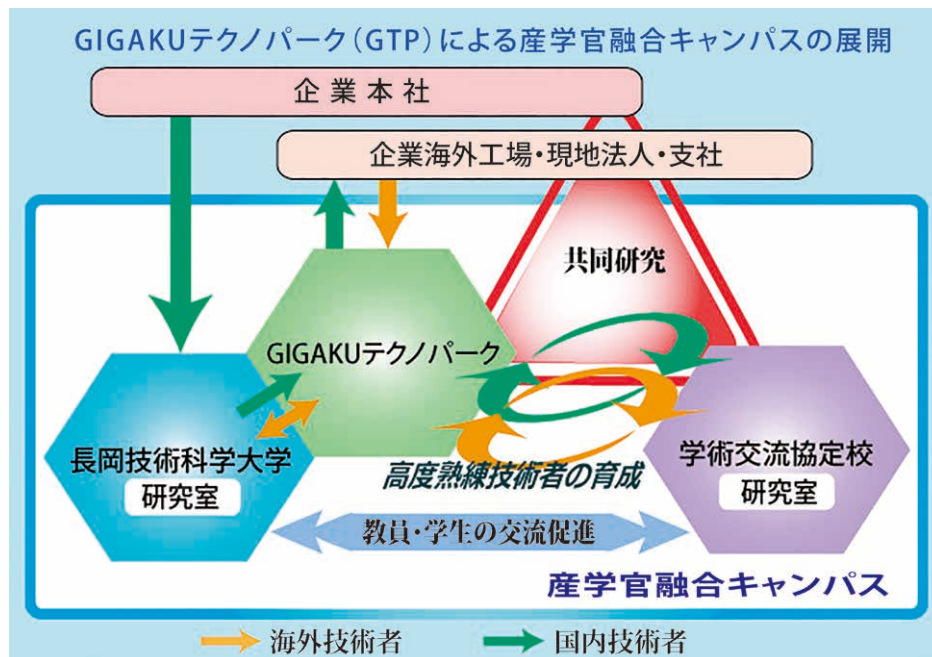 GIGAKUテクノパーク(GTP)による産学官融合キャンパスの展開
企業本社
企業海外工場・現地法人・支社
共同研究
GIGAKUテクノパーク
長岡技術科学大学
研究室
学術交流協定校
研究室
高度熟練技術者の育成
教員・学生の交流促進
産学官融合キャンパス
海外技術者
国内技術者